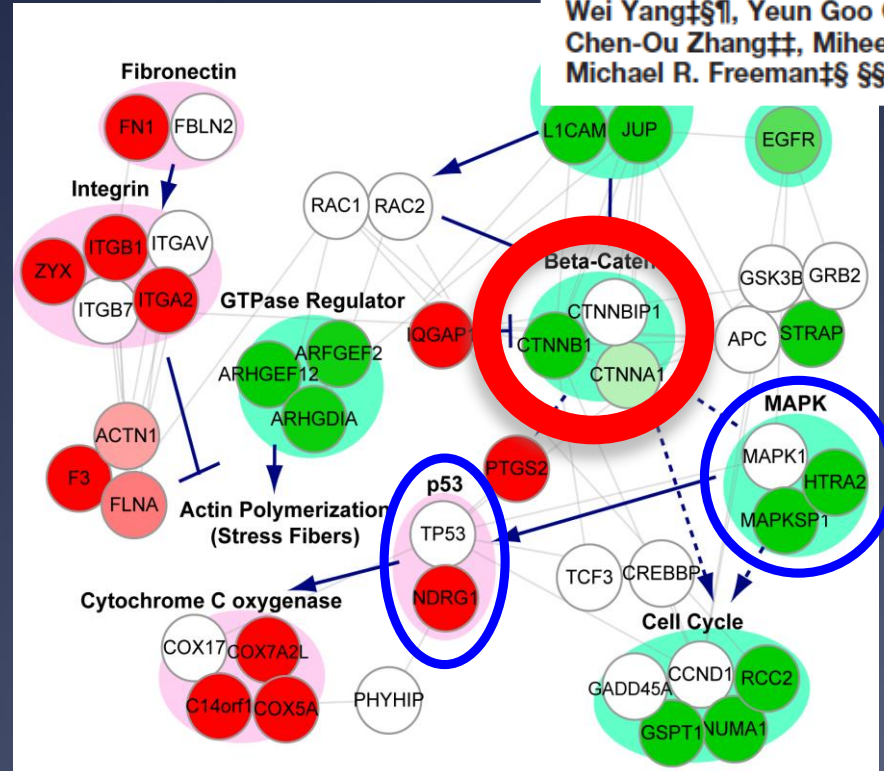 Wei Yang‡§¶, Yeun Goo
Chen-Ou Zhang‡‡, Mihee
Michael R. Freeman‡§ §§
Fibronectin
FN1 FBLN2
L1CAM JUP
EGFR
Integrin
ITGB1 ITGAV
ZYX
ITGA2
ITGB7
RAC1 RAC2
GTPase Regulator
ARFGEF2
ARHGEF12
ARHGDIA
IQGAP1
Beta-Caten
CTNNBIP1
CTNNB1
CTNNA1
GSK3B GRB2
APC STRAP
MAPK
MAPK1
HTRA2
MAPKSP1
ACTN1
F3
FLNA
PTGS2
Actin Polymerization
(Stress Fibers)
p53
TP53
NDRG1
TCF3 CREBBP
Cytochrome C oxygenase
COX17 COX7A2L
C14orf1 COX5A
PHYHIP
Cell Cycle
GADD45A CCND1 RCC2
GSPT1 NUMA1